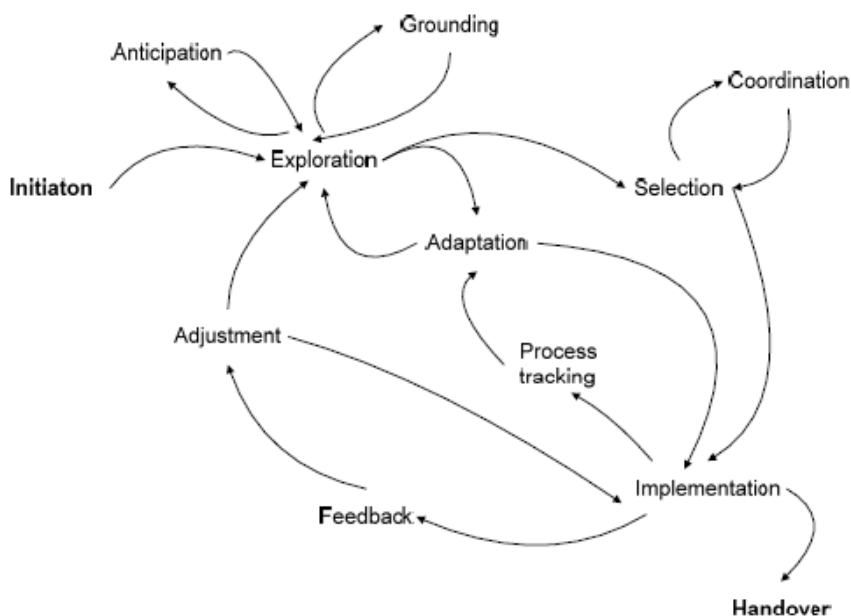 Grounding
Anticipation
Coordination
Exploration
Initiaton
Selection
Adaptation
Adjustment
Process
tracking
Implementation
Feedback
Handover